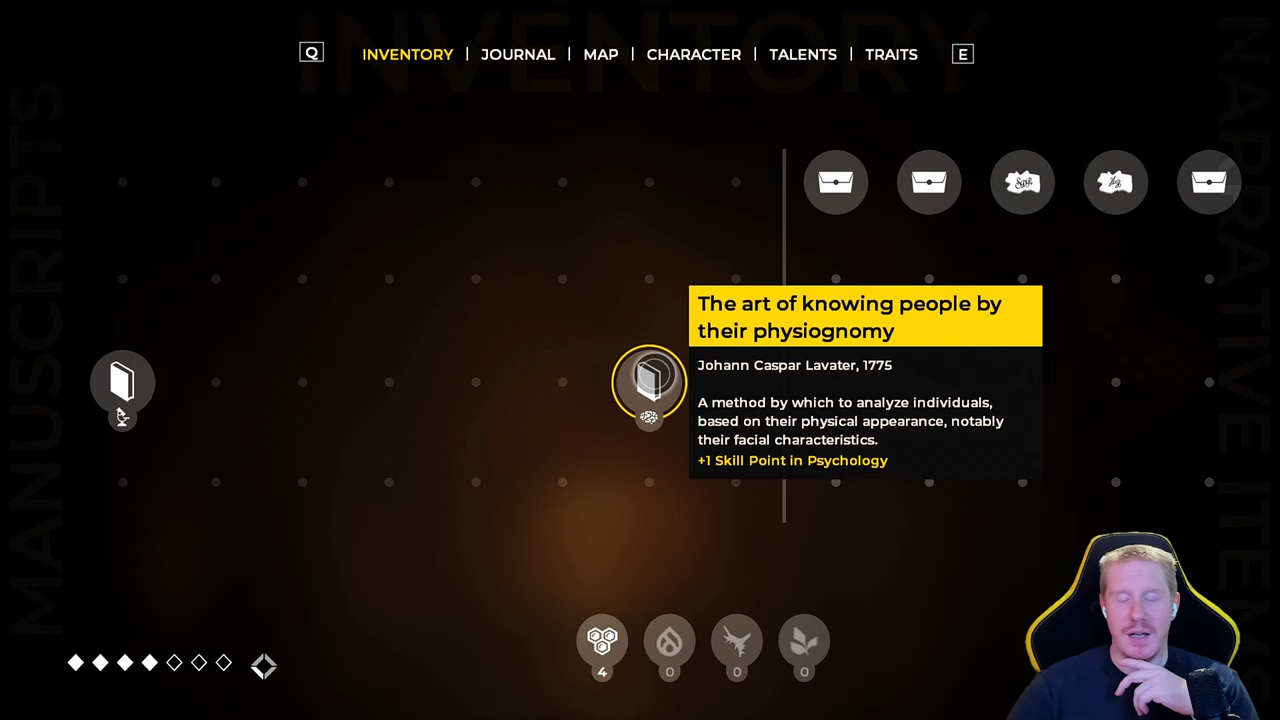 INVENTORY
Q
INVENTORY | JOURNAL | MAP | CHARACTER | TALENTS | TRAITS
E
MANUSCRIPTS
NARRATIVE ITEMS
The art of knowing people by
their physiognomy
Johann Caspar Lavater, 1775
A method by which to analyze individuals,
based on their physical appearance, notably
their facial characteristics.
+1 Skill Point in Psychology
4
0
0
0